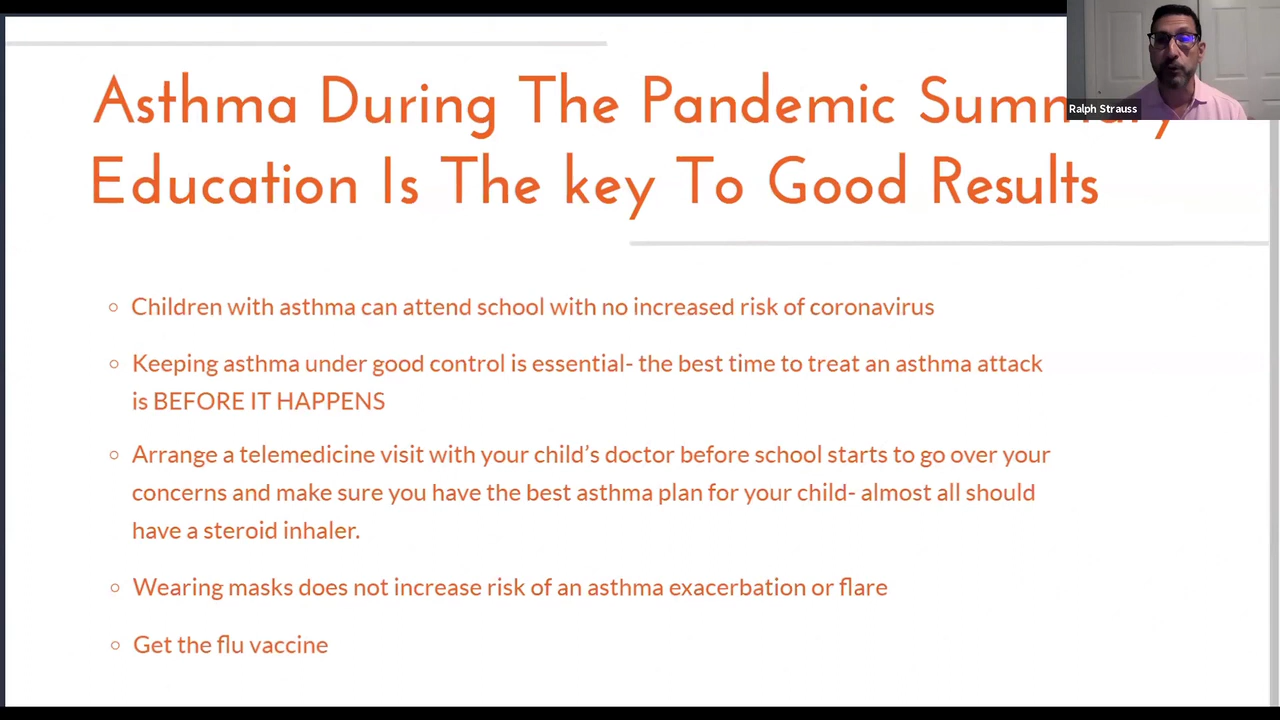 Asthma During The Pandemic
Education Is The key To Good Results
Ralph Strauss
◦ Children with asthma can attend school with no increased risk of coronavirus
◦ Keeping asthma under good control is essential- the best time to treat an asthma attack
is BEFORE IT HAPPENS
◦ Arrange a telemedicine visit with your child’s doctor before school starts to go over your
concerns and make sure you have the best asthma plan for your child- almost all should
have a steroid inhaler.
◦ Wearing masks does not increase risk of an asthma exacerbation or flare
◦ Get the flu vaccine